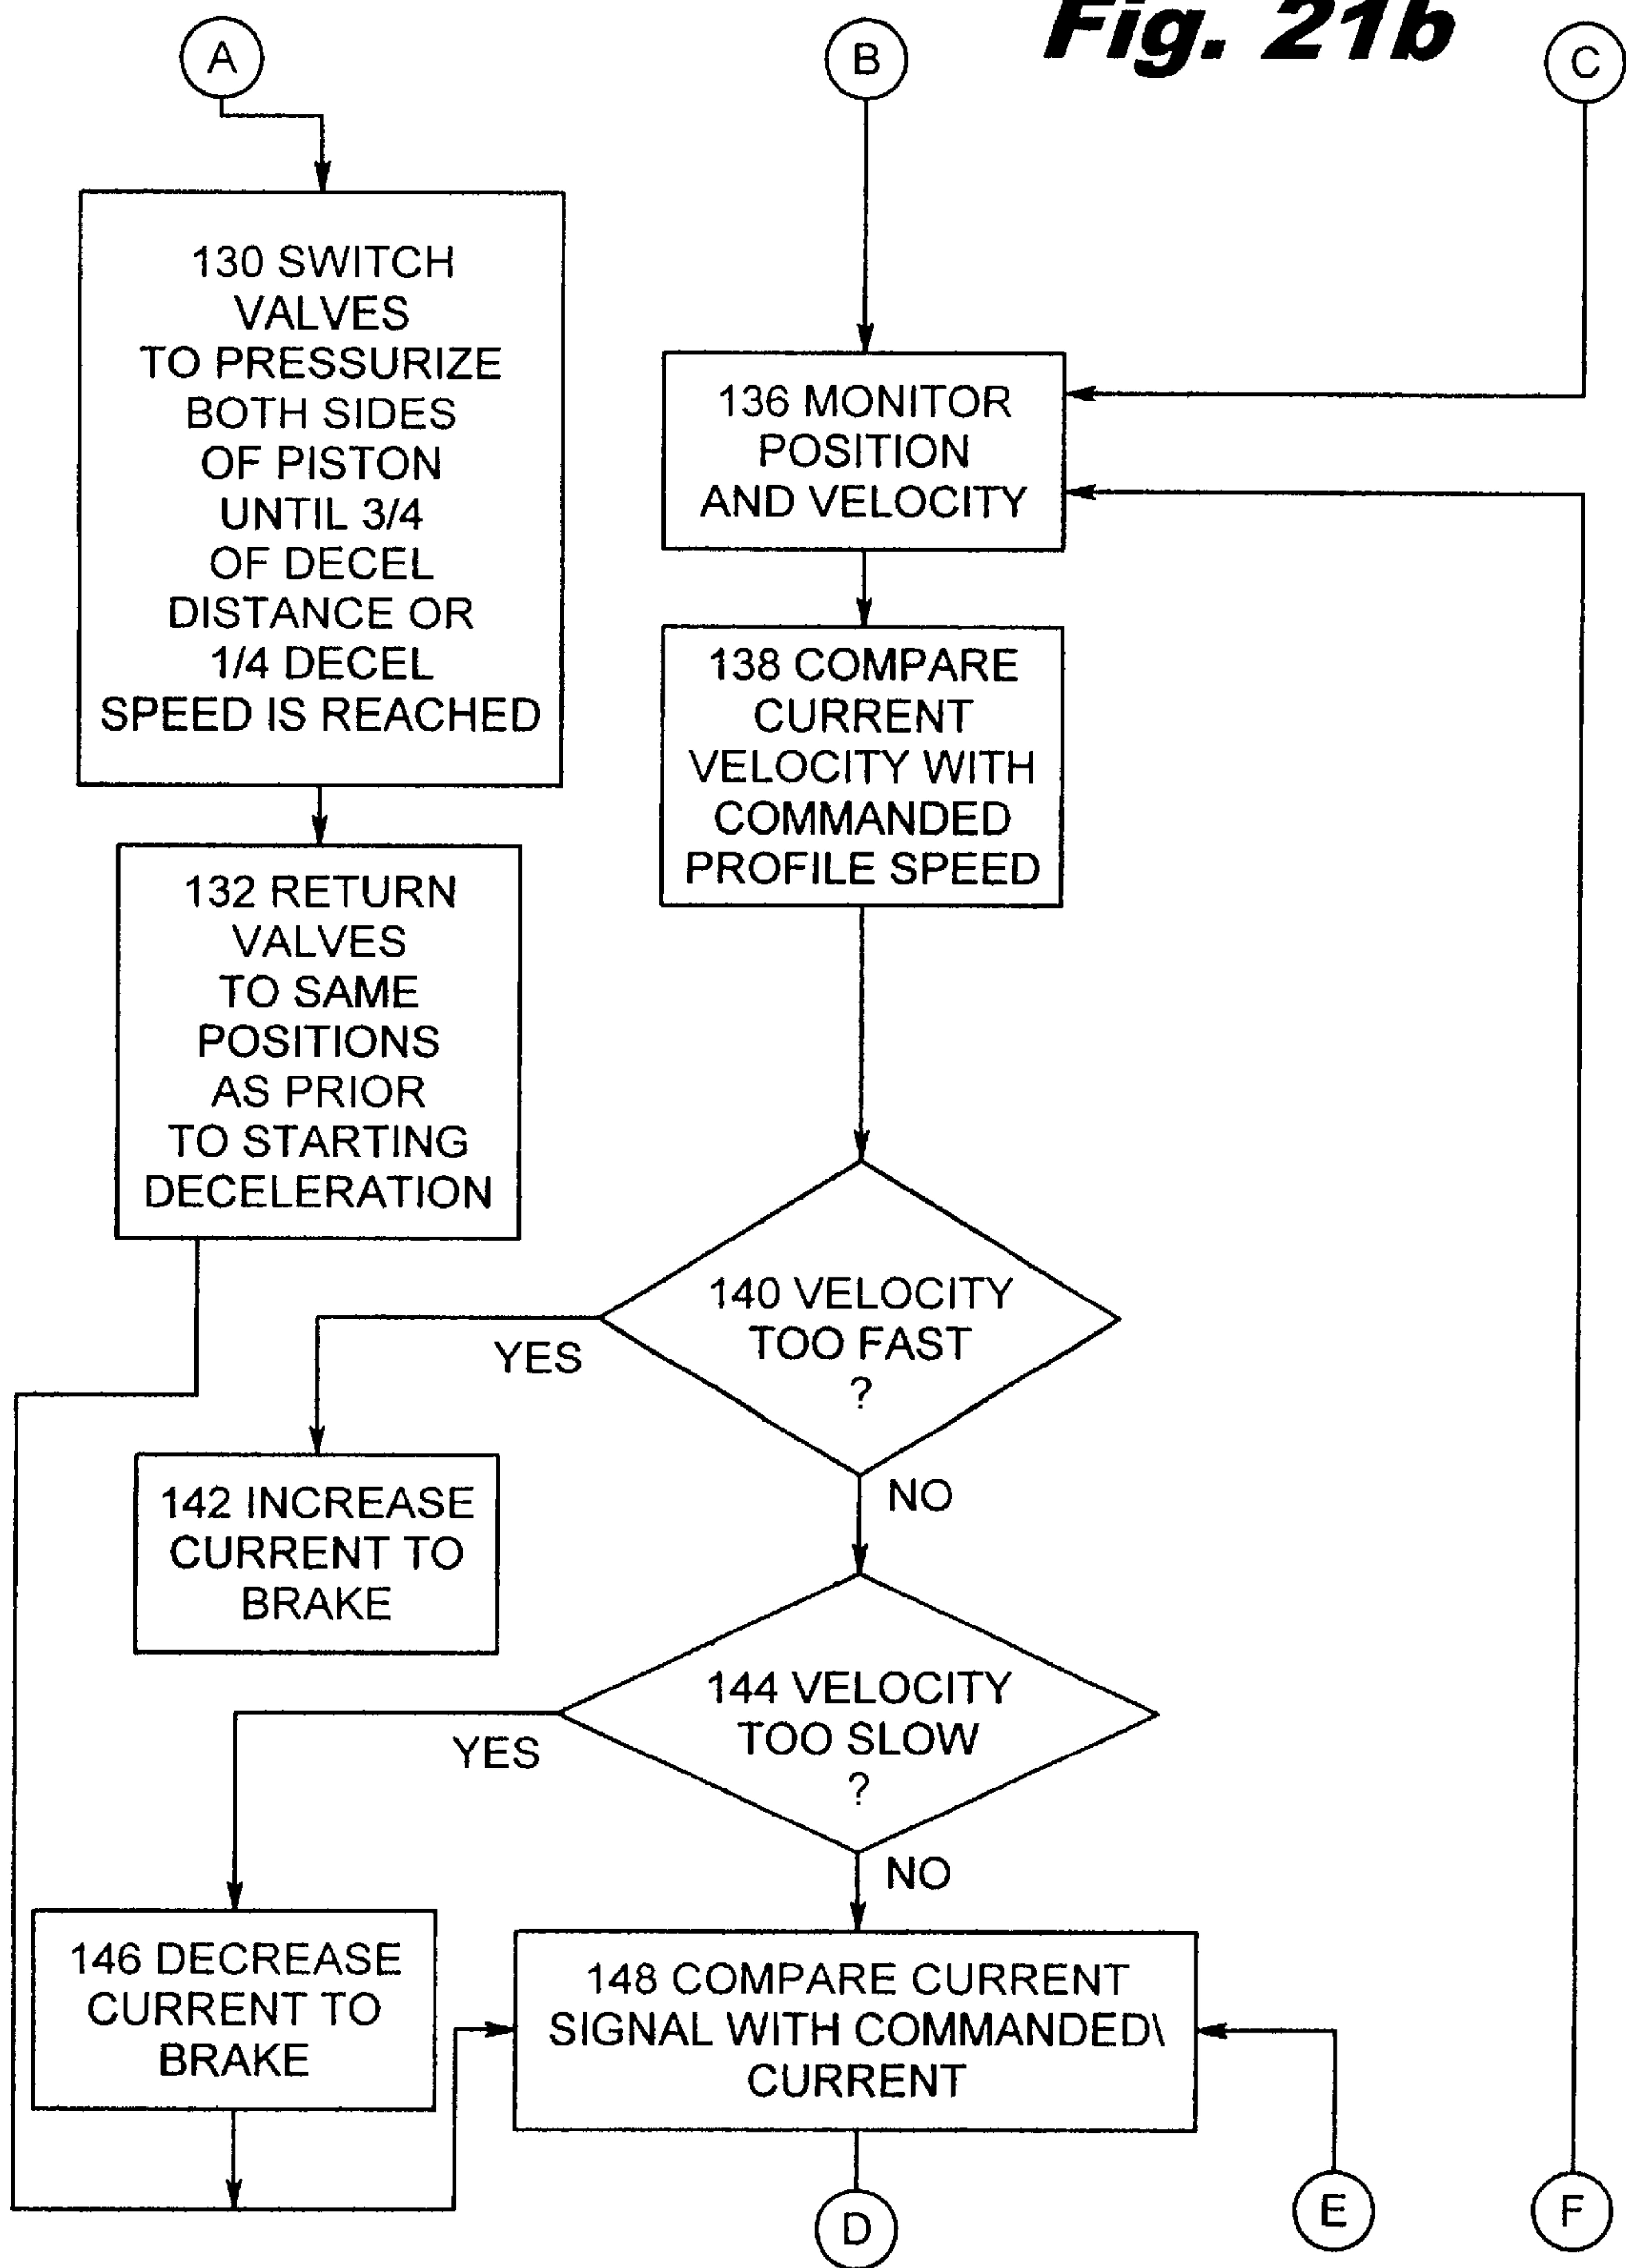 Fig. 21b
A
B
C
130 SWITCH
VALVES
TO PRESSURIZE
BOTH SIDES
OF PISTON
UNTIL 3/4
OF DECEL
DISTANCE OR
1/4 DECEL
SPEED IS REACHED
132 RETURN
VALVES
TO SAME
POSITIONS
AS PRIOR
TO STARTING
DECELERATION
136 MONITOR
POSITION
AND VELOCITY
138 COMPARE
CURRENT
VELOCITY WITH
COMMANDED
PROFILE SPEED
140 VELOCITY
TOO FAST
?
YES
NO
142 INCREASE
CURRENT TO
BRAKE
144 VELOCITY
TOO SLOW
?
YES
NO
146 DECREASE
CURRENT TO
BRAKE
148 COMPARE CURRENT
SIGNAL WITH COMMANDED\
CURRENT
D
E
F